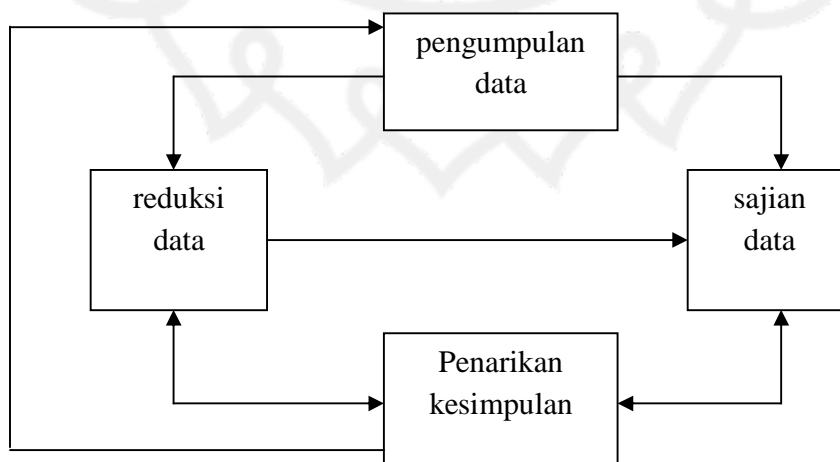 pengumpulan
data
reduksi
data
sajian
data
Penarikan
kesimpulan